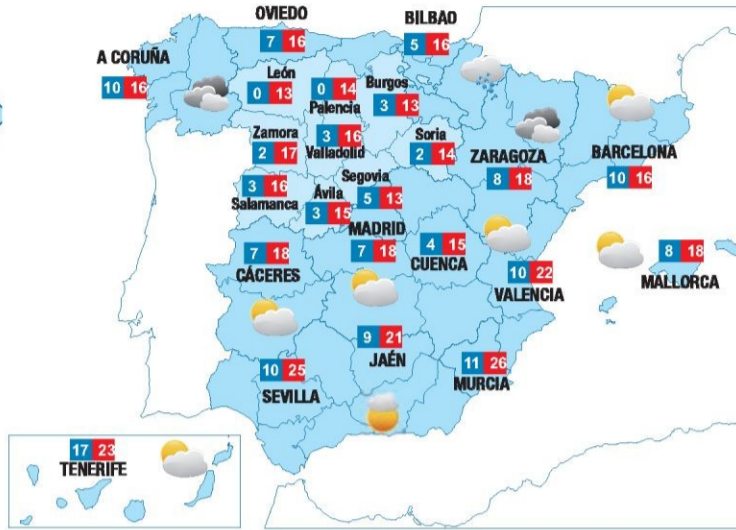 OVIEDO
7 16
BILBAO
5 16
A CORUÑA
10 16
León
0 13
0 14
Palencia
Burgos
3 13
Zamora
2 17
3 16
Valladolid
Soria
2 14
ZARAGOZA
8 18
BARCELONA
10 16
3 16
Salamanca
Ávila
3 15
Segovia
5 13
MADRID
7 18
4 15
CUENCA
7 18
CÁCERES
10 22
VALENCIA
8 18
MALLORCA
9 21
JAÉN
10 25
SEVILLA
11 26
MURCIA
17 23
TENERIFE